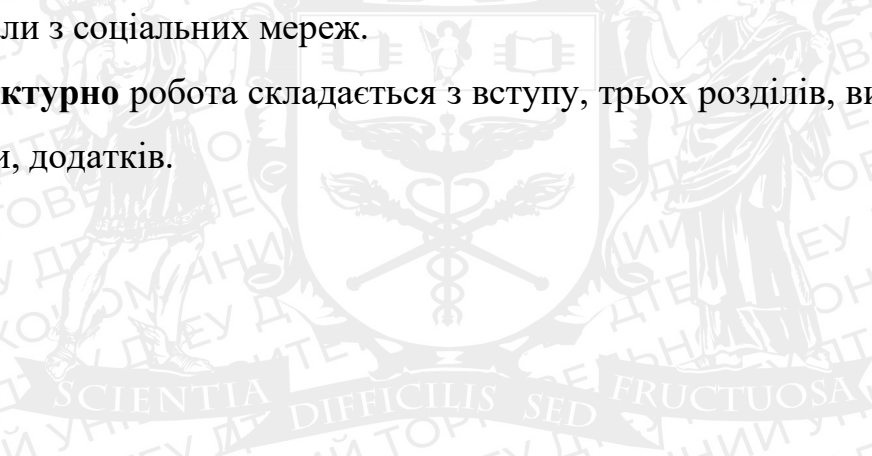 ли з соціальних мереж.
ктурно робота складається з вступу, трьох розділів, ви
и, додатків.
SCIENTIA DIFFICILIS SED FRUCTUOSA